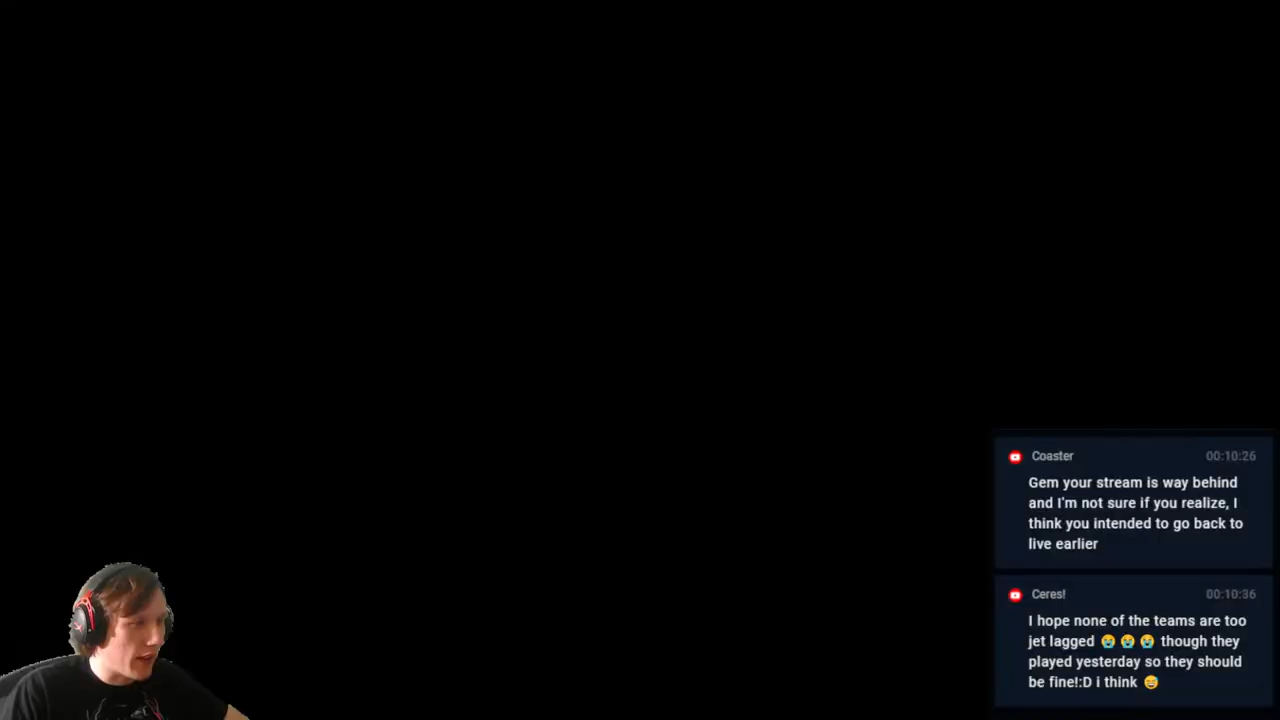 Coaster 00:10:26
Gem your stream is way behind
and I'm not sure if you realize, I
think you intended to go back to
live earlier
Ceres! 00:10:36
I hope none of the teams are too
jet lagged 😭 😭 😭 though they
played yesterday so they should
be fine!:D i think 😅